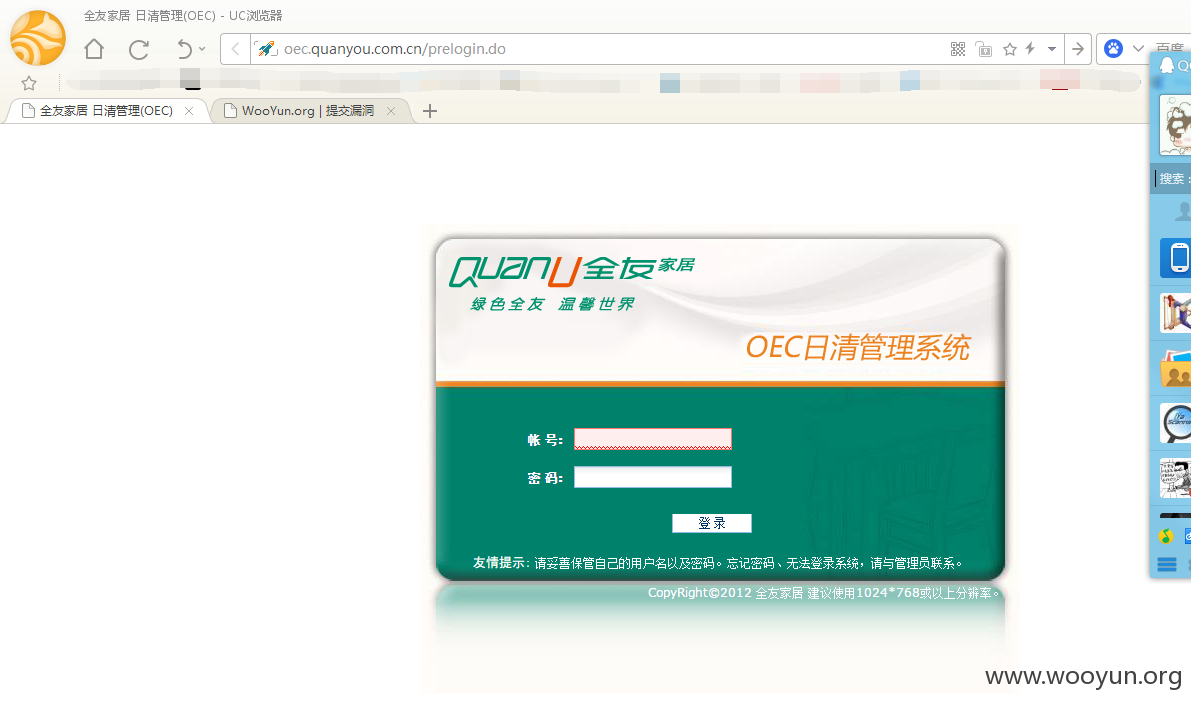 全友家居 日清管理(OEC) - UC浏览器
oec.quanyou.com.cn/prelogin.do
百度
全友家居 日清管理(OEC)
WooYun.org | 提交漏洞
搜索:
QUANU全友家居
绿色全友 温馨世界
OEC日清管理系统
帐 号:
密 码:
登 录
友情提示:请妥善保管自己的用户名以及密码。忘记密码、无法登录系统,请与管理员联系。
CopyRight©2012 全友家居 建议使用1024*768或以上分辨率。
www.wooyun.org